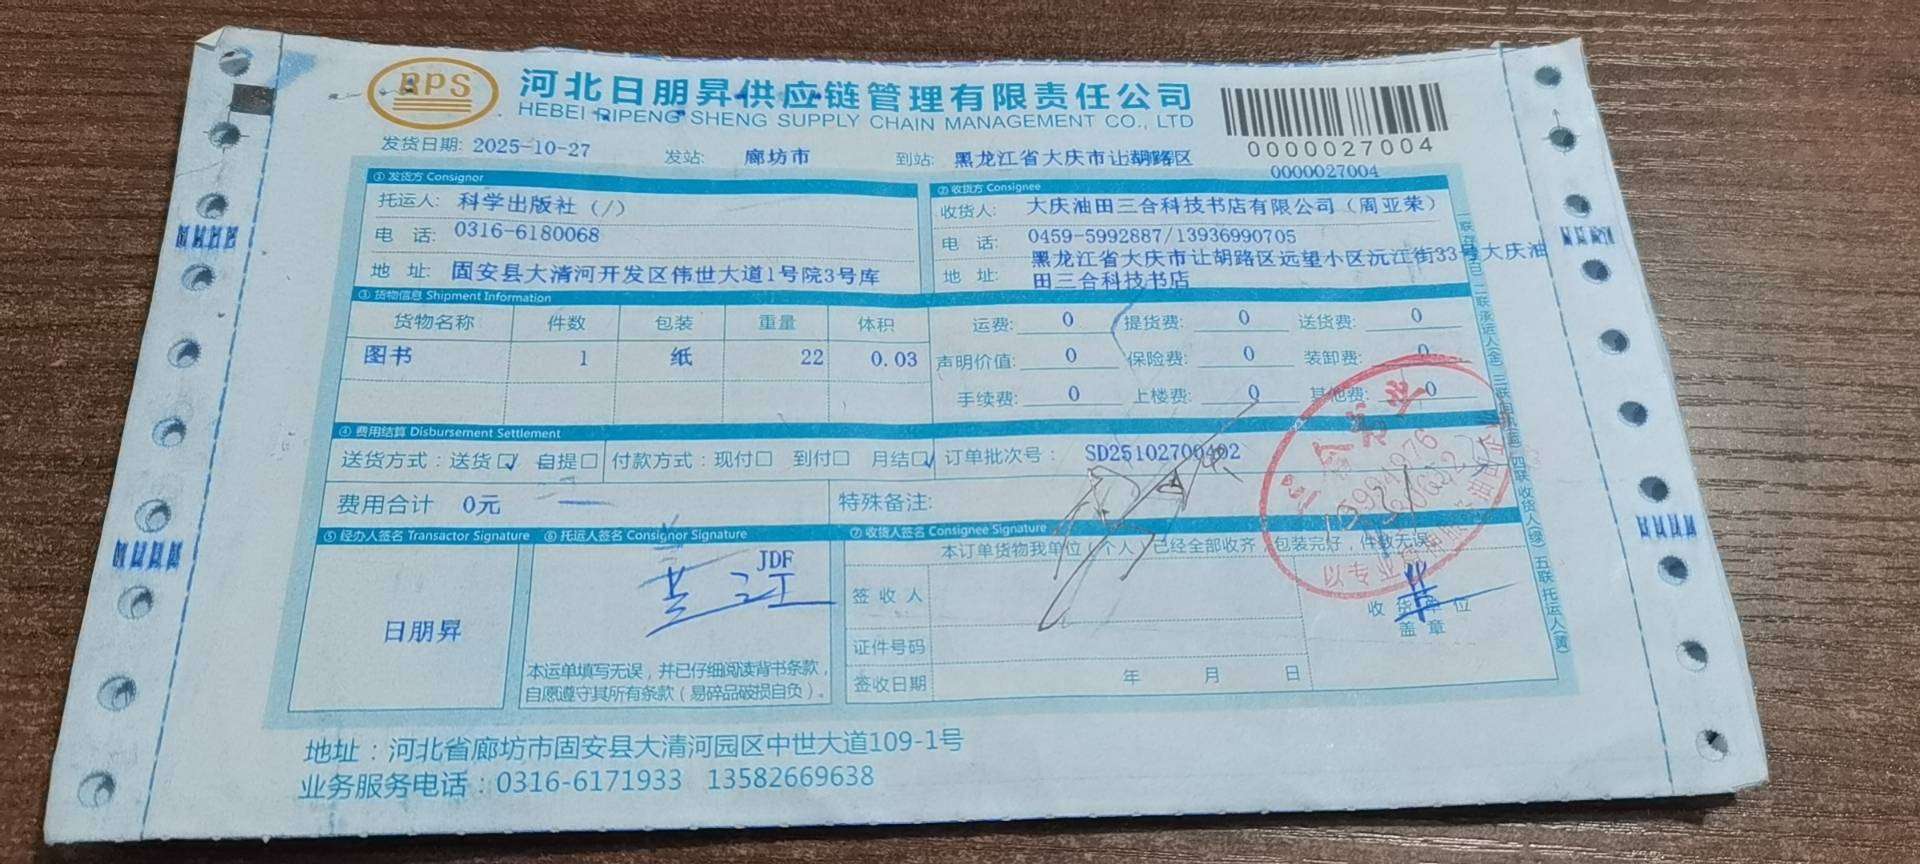 RPS
河北日朋昇供应链管理有限责任公司
HEBEI RIPENG SHENG SUPPLY CHAIN MANAGEMENT CO., LTD
0000027004
发货日期: 2025-10-27 发站: 廊坊市 到站: 黑龙江省大庆市让胡路区
0000027004
① 发货方 Consignor ② 收货方 Consignee
托运人: 科学出版社 (/) 收货人: 大庆油田三合科技书店有限公司 (周亚荣)
电 话: 0316-6180068 电 话: 0459-5992887/13936990705
地 址: 固安县大清河开发区伟世大道1号院3号库 地 址: 黑龙江省大庆市让胡路区远望小区沅江街33号大庆油
田三合科技书店
③ 货物信息 Shipment Information
货物名称 件数 包装 重量 体积 运费: 0 提货费: 0 送货费: 0
图书 1 纸 22 0.03 声明价值: 0 保险费: 0 装卸费: 0
手续费: 0 上楼费: 0 其他费: 0
④ 费用结算 Disbursement Settlement
送货方式: 送货☑ 自提□ 付款方式: 现付□ 到付□ 月结☑ 订单批次号: SD25102700402
费用合计 0元 特殊备注:
⑤ 经办人签名 Transactor Signature ⑥ 托运人签名 Consignor Signature ⑦ 收货人签名 Consignee Signature
本订单货物我单位(个人)已经全部收齐,包装完好,件数无误
JDF
签 收 人
日朋昇
收 货 单 位
盖 章
证件号码
本运单填写无误,并已仔细阅读背书条款,
自愿遵守其所有条款(易碎品破损自负)。
签收日期 年 月 日
地址:河北省廊坊市固安县大清河园区中世大道109-1号
业务服务电话:0316-6171933 13582669638